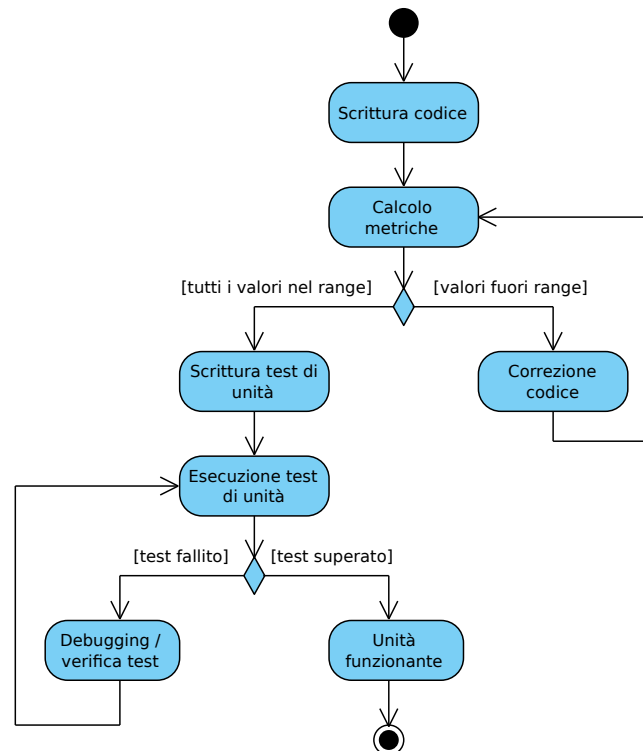 Scrittura codice
Calcolo
metriche
[tutti i valori nel range]
[valori fuori range]
Scrittura test di
unità
Correzione
codice
Esecuzione test
di unità
[test fallito]
[test superato]
Debugging /
verifica test
Unità
funzionante